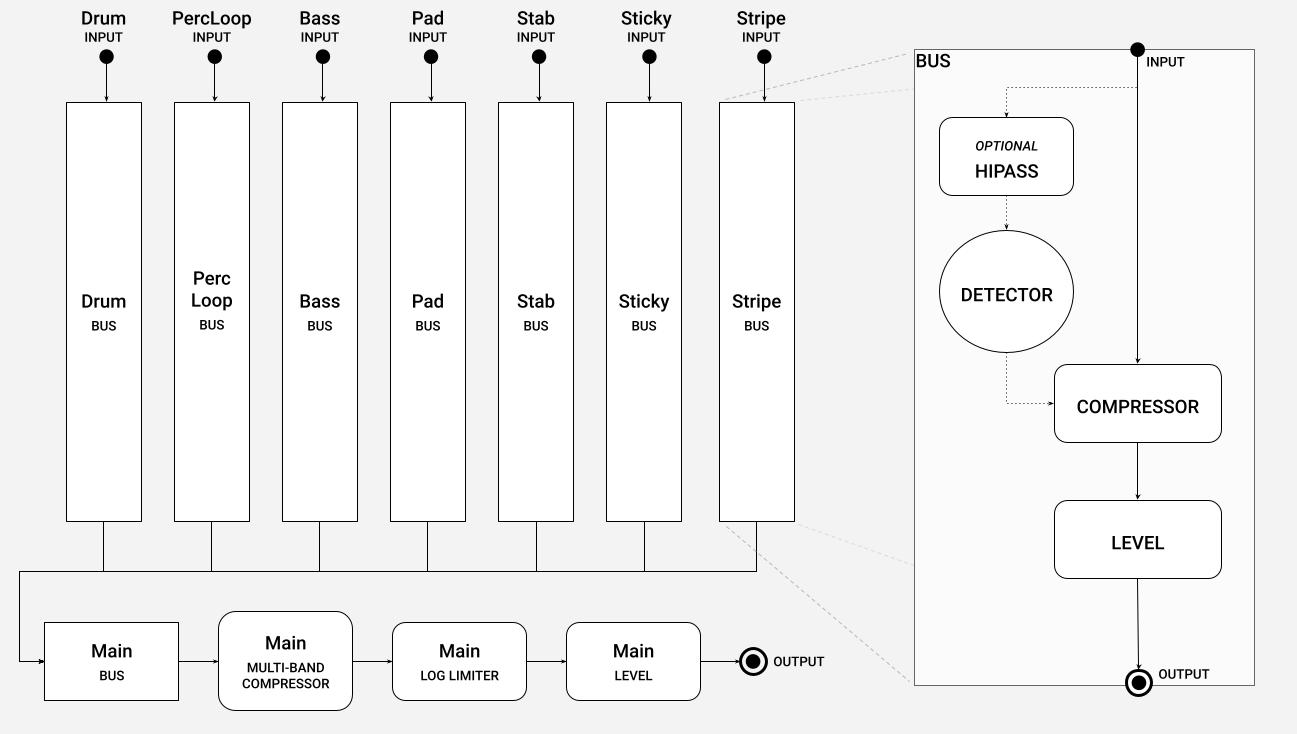 Drum
INPUT
PercLoop
INPUT
Bass
INPUT
Pad
INPUT
Stab
INPUT
Sticky
INPUT
Stripe
INPUT
Drum
BUS
Perc
Loop
BUS
Bass
BUS
Pad
BUS
Stab
BUS
Sticky
BUS
Stripe
BUS
Main
BUS
Main
MULTI-BAND
COMPRESSOR
Main
LOG LIMITER
Main
LEVEL
OUTPUT
BUS
INPUT
OPTIONAL
HIPASS
DETECTOR
COMPRESSOR
LEVEL
OUTPUT